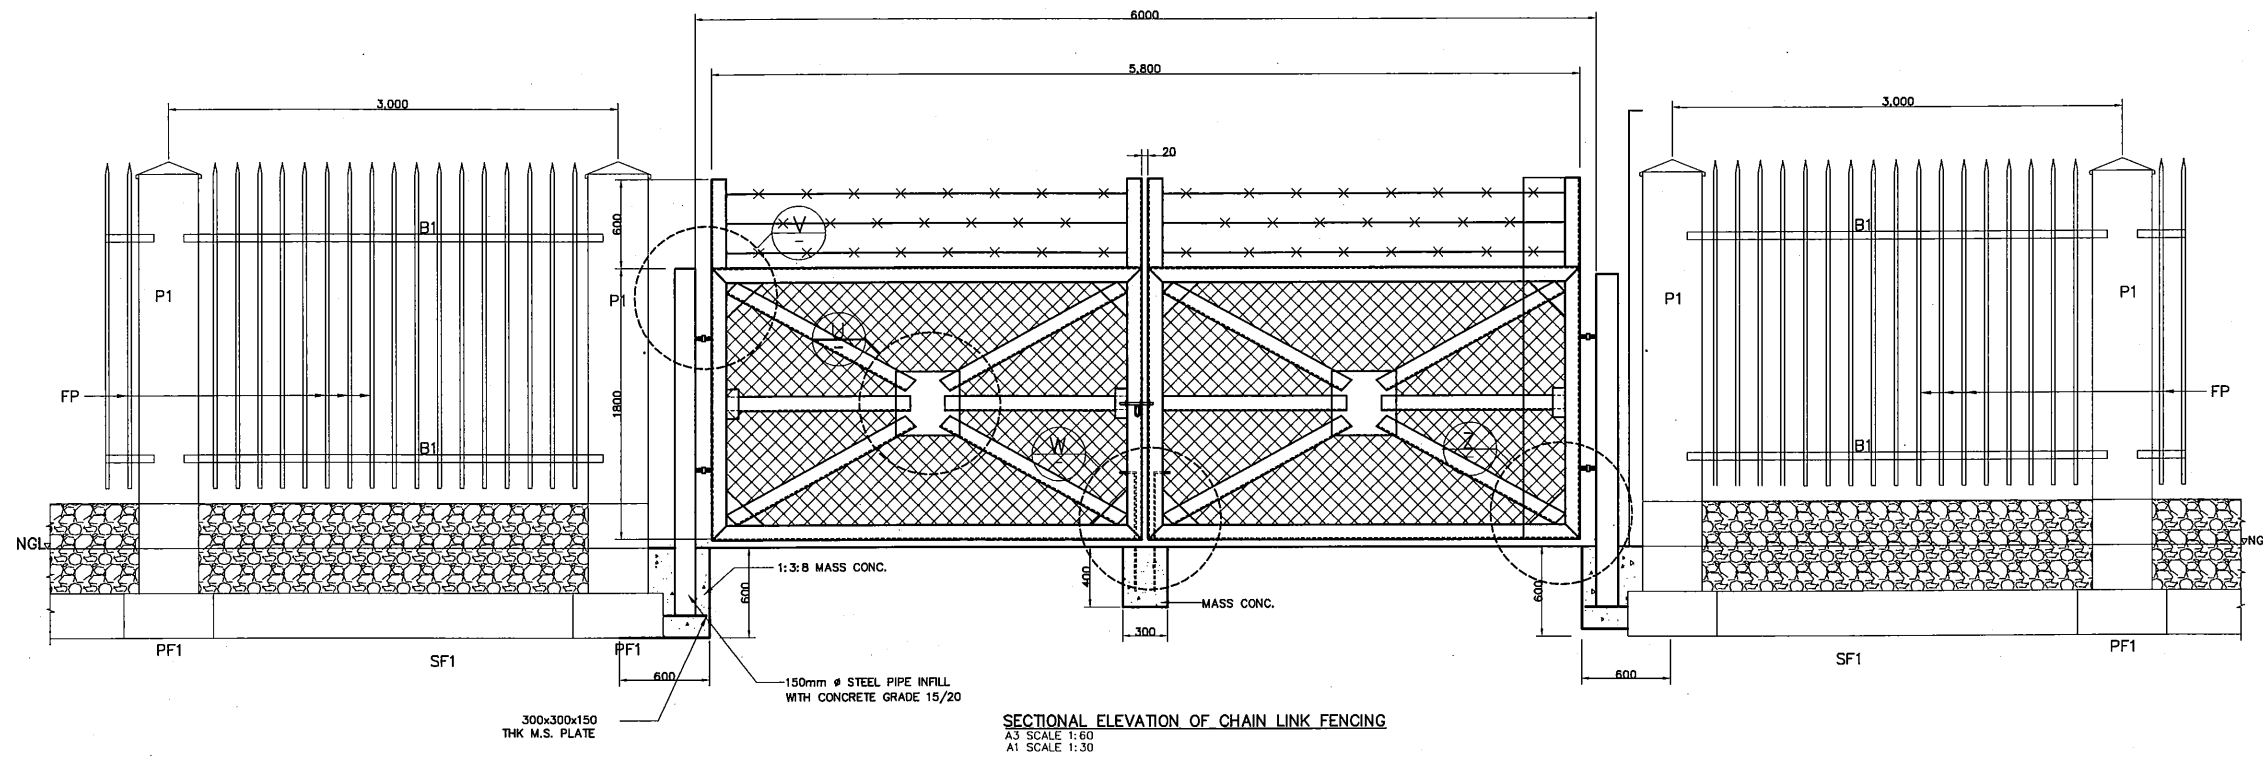 6000
5,800
3,000
3,000
20
600
B1
V
-
B1
P1
P1
P1
P1
U
-
1800
FP
FP
B1
W
-
Z
-
B1
NGL
NG
1:3:8 MASS CONC.
600
400
MASS CONC.
600
300
PF1
SF1
PF1
SF1
PF1
600
600
150mm ø STEEL PIPE INFILL
WITH CONCRETE GRADE 15/20
300x300x150
THK M.S. PLATE
SECTIONAL ELEVATION OF CHAIN LINK FENCING
A3 SCALE 1:60
A1 SCALE 1:30